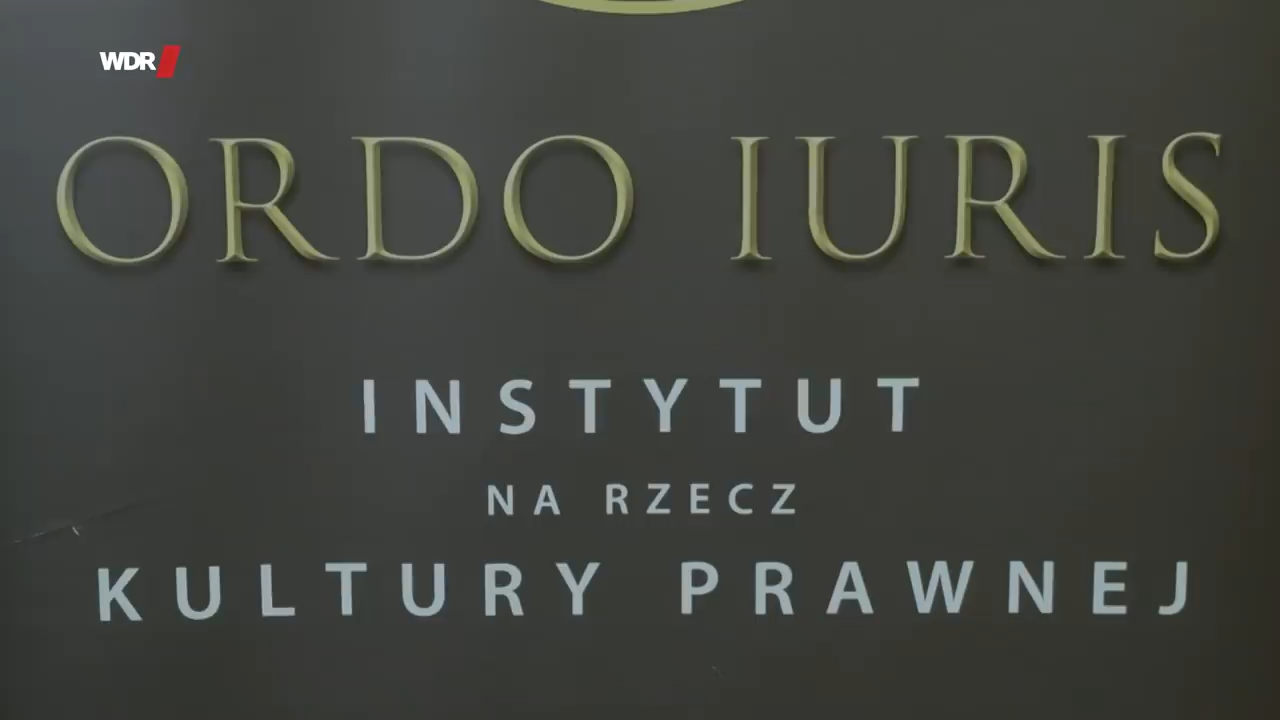 WDR
ORDO IURIS
INSTYTUT
NA RZECZ
KULTURY PRAWNEJ